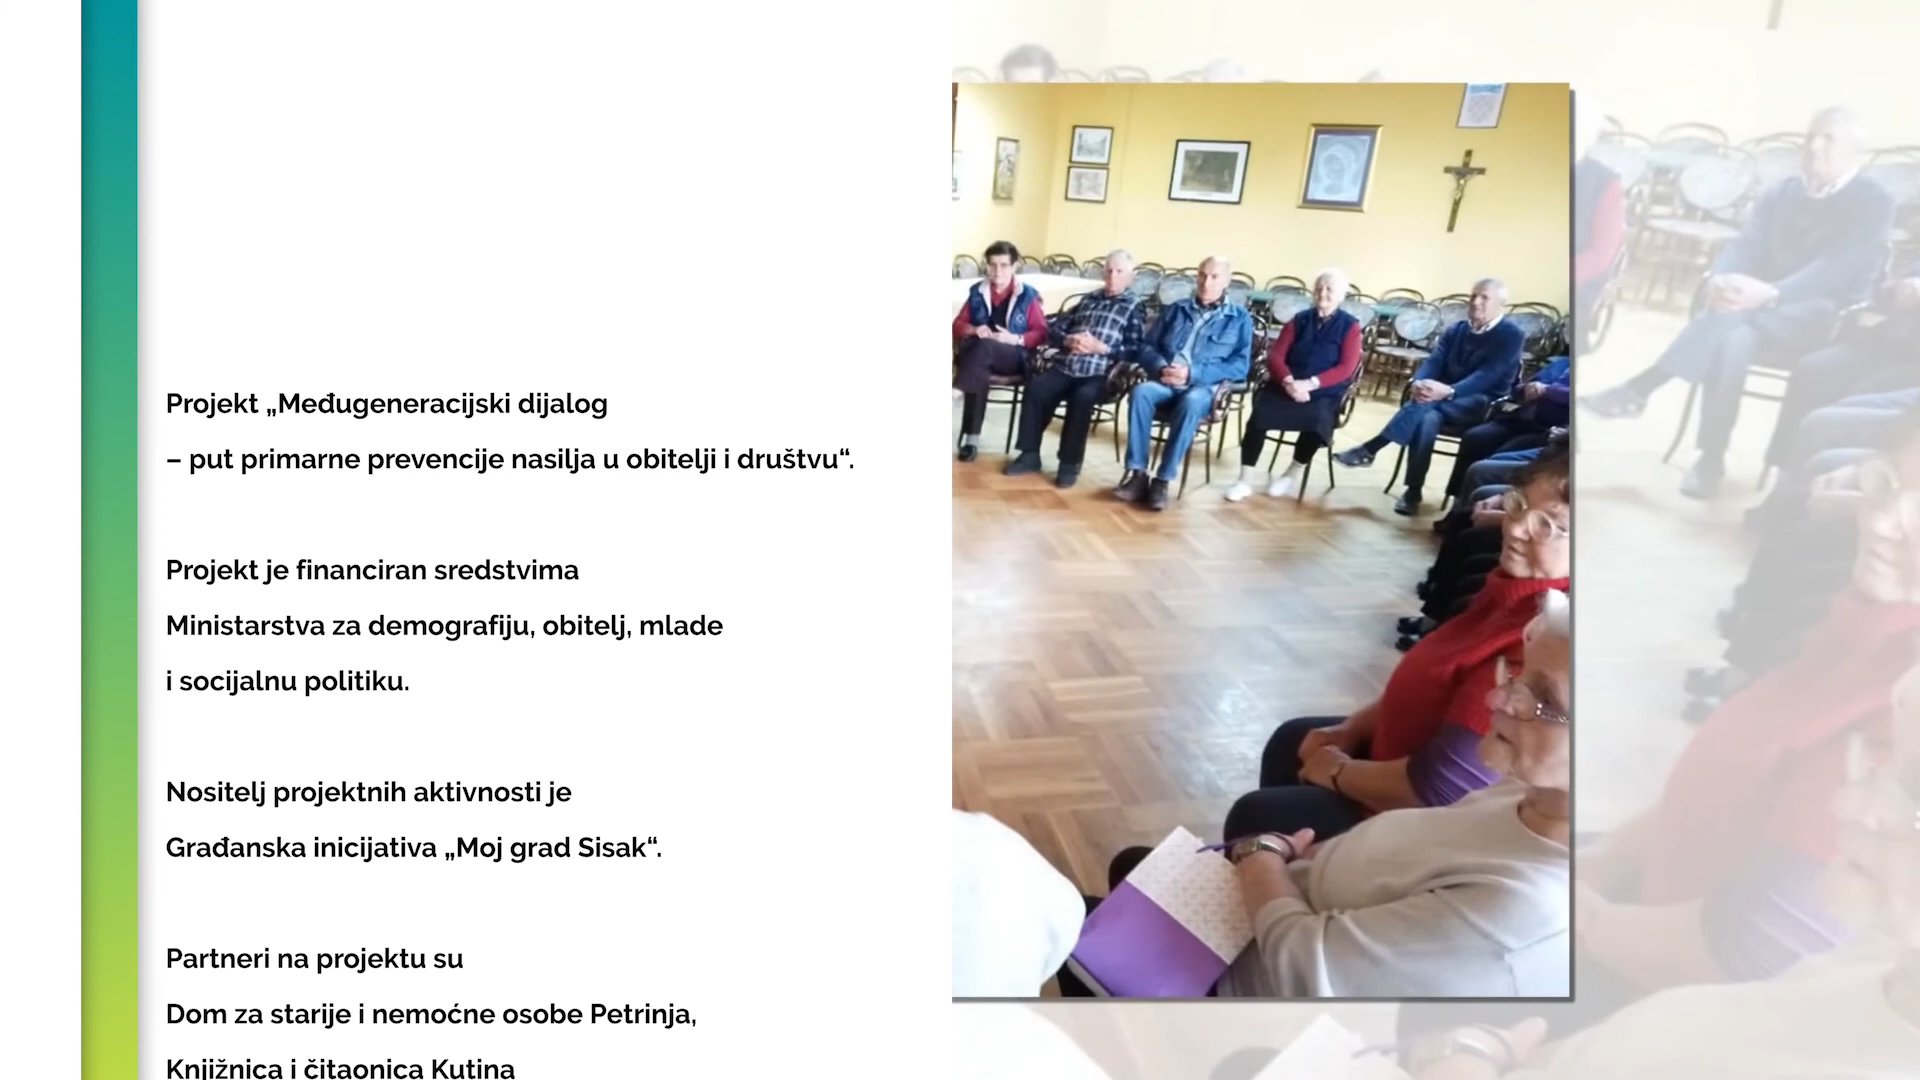 Projekt „Međugeneracijski dijalog
– put primarne prevencije nasilja u obitelji i društvu“.
Projekt je financiran sredstvima
Ministarstva za demografiju, obitelj, mlade
i socijalnu politiku.
Nositelj projektnih aktivnosti je
Građanska inicijativa „Moj grad Sisak“.
Partneri na projektu su
Dom za starije i nemoćne osobe Petrinja,
Knjižnica i čitaonica Kutina